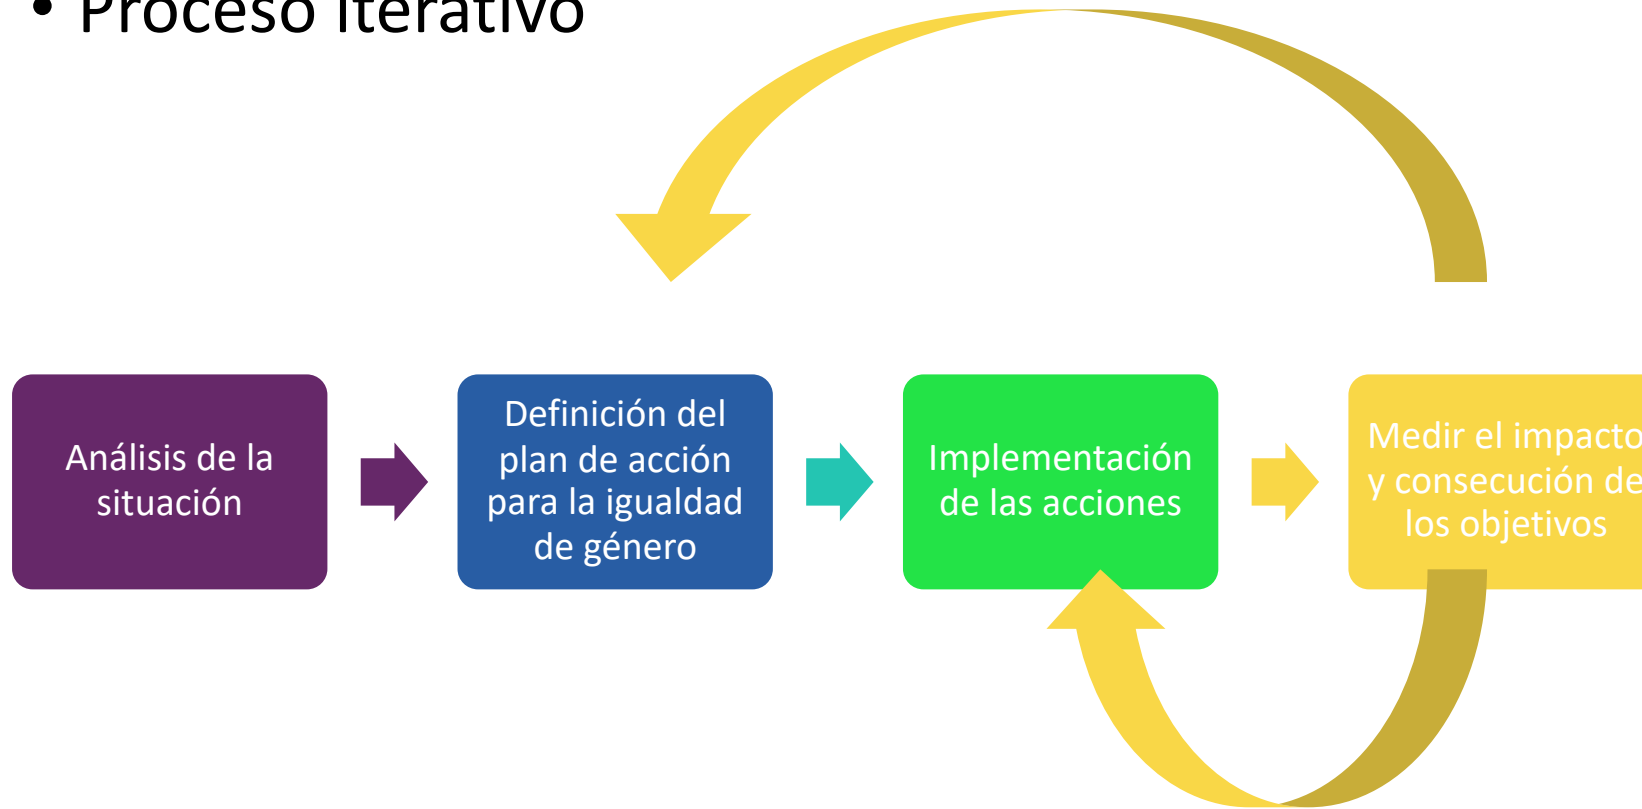 • Proceso iterativo
Análisis de la
situación
Definición del
plan de acción
para la igualdad
de género
Implementación
de las acciones
Medir el impacto
y consecución de
los objetivos